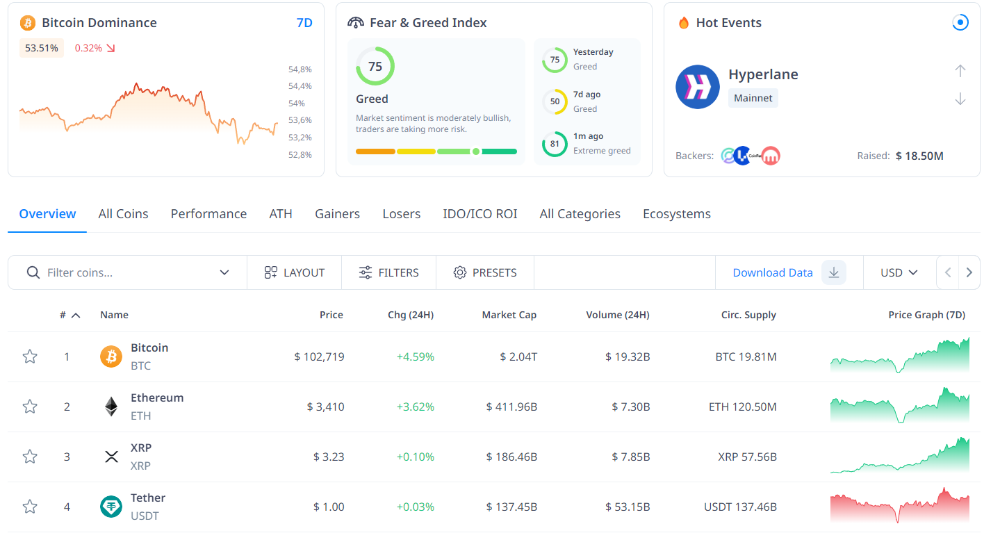 Bitcoin Dominance 7D
53.51% 0.32%
54,8%
54,4%
54%
53,6%
53,2%
52,8%
Fear & Greed Index
75
Greed
Market sentiment is moderately bullish,
traders are taking more risk.
75 Yesterday
Greed
50 7d ago
Greed
81 1m ago
Extreme greed
Hot Events
Hyperlane
Mainnet
Backers: Raised: $ 18.50M
Overview All Coins Performance ATH Gainers Losers IDO/ICO ROI All Categories Ecosystems
Filter coins... LAYOUT FILTERS PRESETS Download Data USD
# Name Price Chg (24H) Market Cap Volume (24H) Circ. Supply Price Graph (7D)
1 Bitcoin BTC $ 102,719 +4.59% $ 2.04T $ 19.32B BTC 19.81M
2 Ethereum ETH $ 3,410 +3.62% $ 411.96B $ 7.30B ETH 120.50M
3 XRP XRP $ 3.23 +0.10% $ 186.46B $ 7.85B XRP 57.56B
4 Tether USDT $ 1.00 +0.03% $ 137.45B $ 53.15B USDT 137.46B